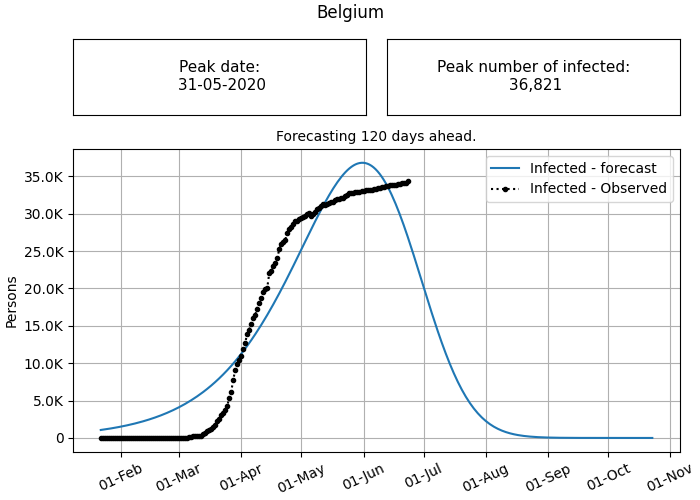 Belgium
Peak date:
31-05-2020
Peak number of infected:
36,821
Forecasting 120 days ahead.
Infected - forecast
Infected - Observed
35.0K
30.0K
25.0K
20.0K
15.0K
10.0K
5.0K
0
Persons
01-Feb
01-Mar
01-Apr
01-May
01-Jun
01-Jul
01-Aug
01-Sep
01-Oct
01-Nov